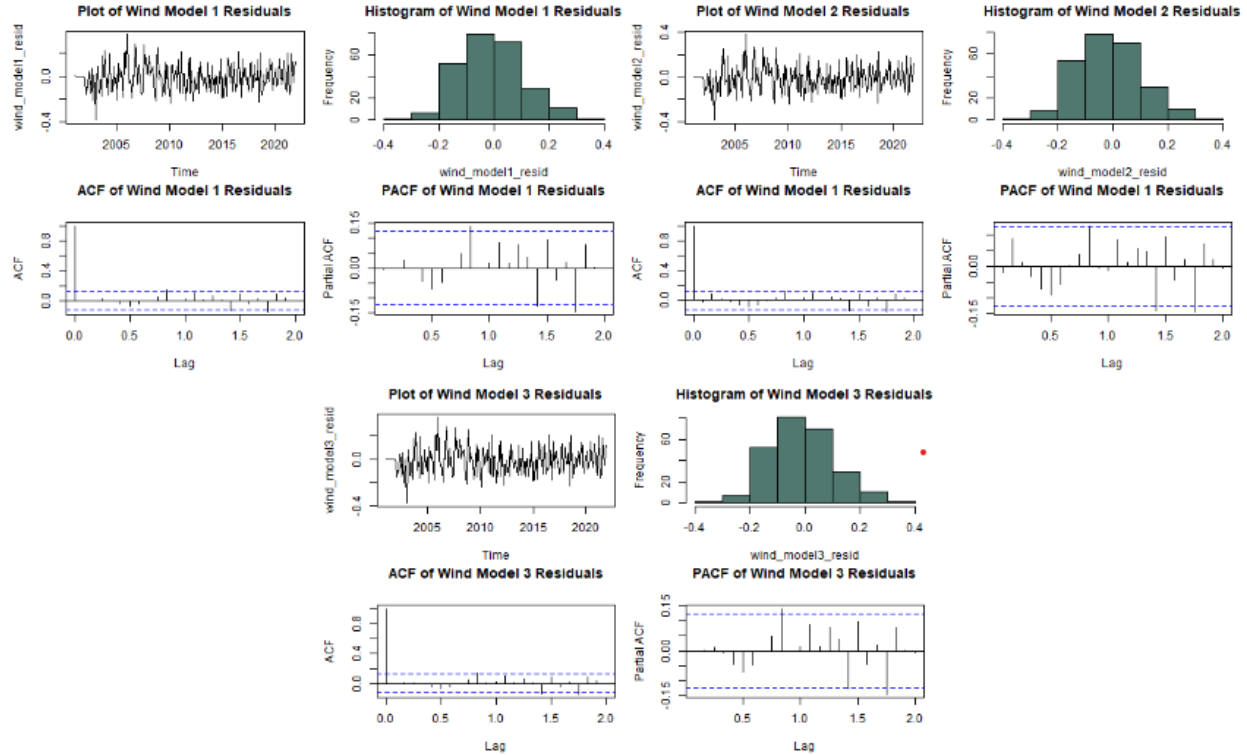 Plot of Wind Model 1 Residuals
wind_model1_resid
-0.4 0.0
2005 2010 2015 2020
Time
Histogram of Wind Model 1 Residuals
Frequency
0 20 60
-0.4 -0.2 0.0 0.2 0.4
wind_model1_resid
Plot of Wind Model 2 Residuals
wind_model2_resid
-0.4 0.0 0.4
2005 2010 2015 2020
Time
Histogram of Wind Model 2 Residuals
Frequency
0 20 60
-0.4 -0.2 0.0 0.2 0.4
wind_model2_resid
ACF of Wind Model 1 Residuals
ACF
0.0 0.4 0.8
0.0 0.5 1.0 1.5 2.0
Lag
PACF of Wind Model 1 Residuals
Partial ACF
-0.15 0.00 0.15
0.5 1.0 1.5 2.0
Lag
ACF of Wind Model 1 Residuals
ACF
0.0 0.4 0.8
0.0 0.5 1.0 1.5 2.0
Lag
PACF of Wind Model 1 Residuals
Partial ACF
-0.15 0.00
0.5 1.0 1.5 2.0
Lag
Plot of Wind Model 3 Residuals
wind_model3_resid
-0.4 0.0
2005 2010 2015 2020
Time
Histogram of Wind Model 3 Residuals
Frequency
0 20 60
-0.4 -0.2 0.0 0.2 0.4
wind_model3_resid
ACF of Wind Model 3 Residuals
ACF
0.0 0.4 0.8
0.0 0.5 1.0 1.5 2.0
Lag
PACF of Wind Model 3 Residuals
Partial ACF
-0.15 0.00 0.15
0.5 1.0 1.5 2.0
Lag